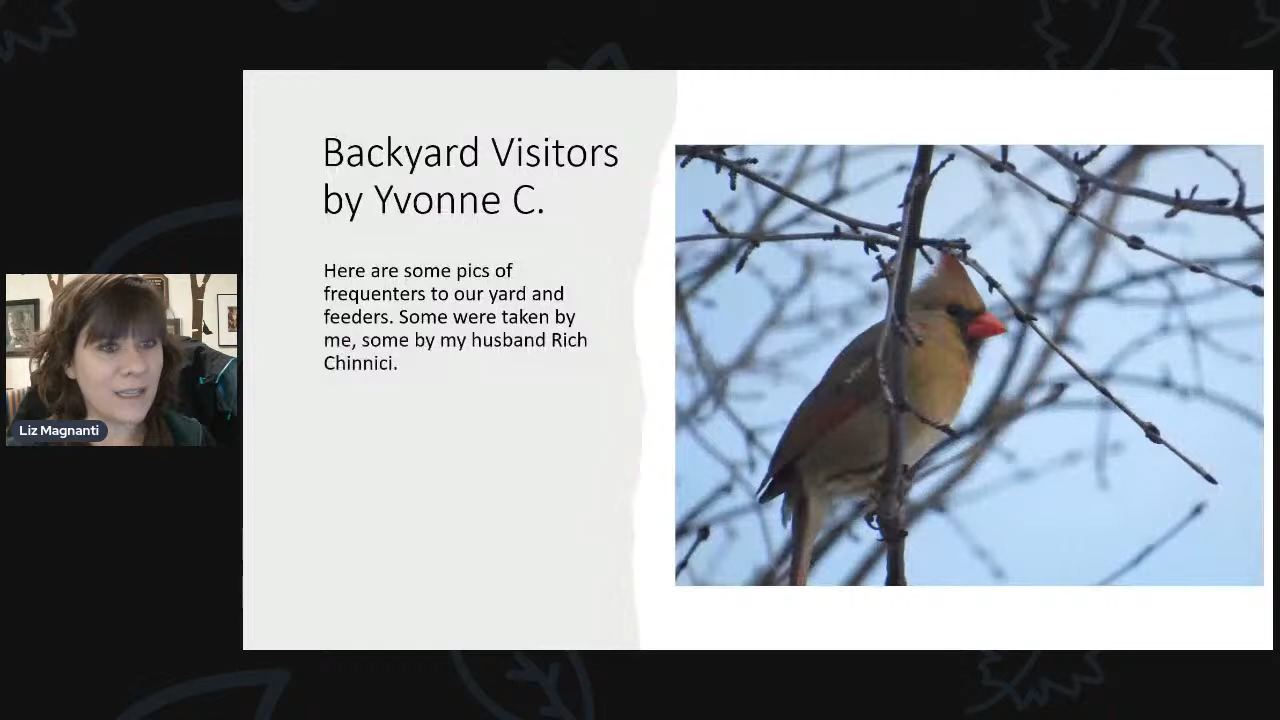 Backyard Visitors
by Yvonne C.
Here are some pics of
frequenters to our yard and
feeders. Some were taken by
me, some by my husband Rich
Chinnici.
Liz Magnanti